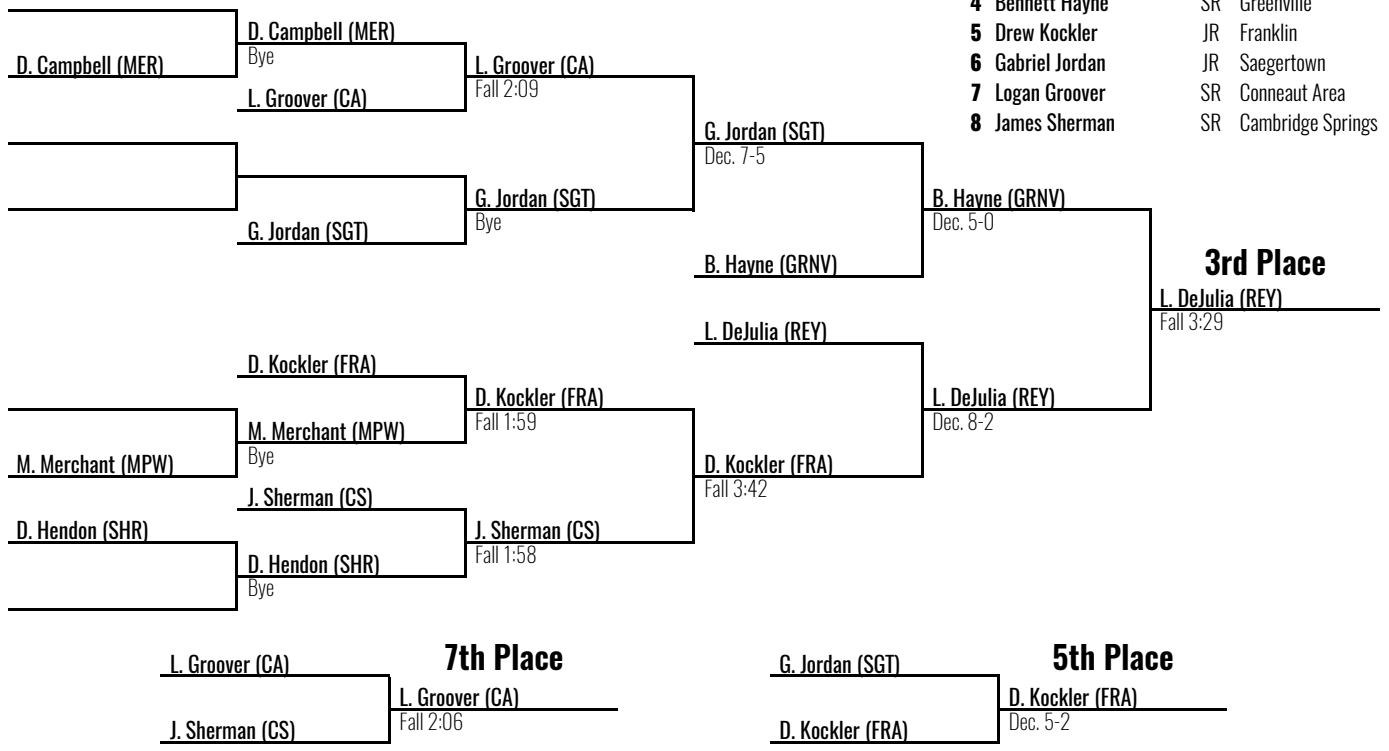 4 Bennett Hayne SR Greenville
5 Drew Kockler JR Franklin
6 Gabriel Jordan JR Saegertown
7 Logan Groover SR Conneaut Area
8 James Sherman SR Cambridge Springs
D. Campbell (MER)
D. Campbell (MER)
Bye
L. Groover (CA)
L. Groover (CA)
Fall 2:09
G. Jordan (SGT)
Dec. 7-5
G. Jordan (SGT)
G. Jordan (SGT)
Bye
B. Hayne (GRNV)
B. Hayne (GRNV)
Dec. 5-0
3rd Place
L. DeJulia (REY)
Fall 3:29
L. DeJulia (REY)
D. Kockler (FRA)
D. Kockler (FRA)
Fall 1:59
L. DeJulia (REY)
Dec. 8-2
M. Merchant (MPW)
M. Merchant (MPW)
Bye
D. Kockler (FRA)
Fall 3:42
J. Sherman (CS)
D. Hendon (SHR)
J. Sherman (CS)
Fall 1:58
D. Hendon (SHR)
Bye
7th Place
L. Groover (CA)
L. Groover (CA)
Fall 2:06
J. Sherman (CS)
5th Place
G. Jordan (SGT)
D. Kockler (FRA)
Dec. 5-2
D. Kockler (FRA)